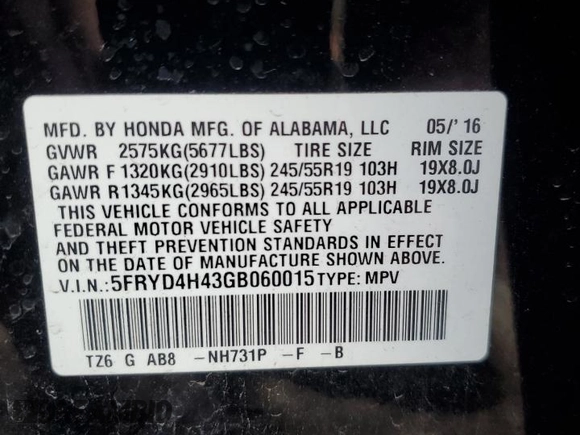 MFD. BY HONDA MFG. OF ALABAMA, LLC 05/' 16
GVWR 2575KG(5677LBS) TIRE SIZE RIM SIZE
GAWR F 1320KG(2910LBS) 245/55R19 103H 19X8.0J
GAWR R 1345KG(2965LBS) 245/55R19 103H 19X8.0J
THIS VEHICLE CONFORMS TO ALL APPLICABLE
FEDERAL MOTOR VEHICLE SAFETY
AND THEFT PREVENTION STANDARDS IN EFFECT
ON THE DATE OF MANUFACTURE SHOWN ABOVE.
V.I.N.: 5FRYD4H43GB060015 TYPE: MPV
TZ6 G AB8 -NH731P -F -B